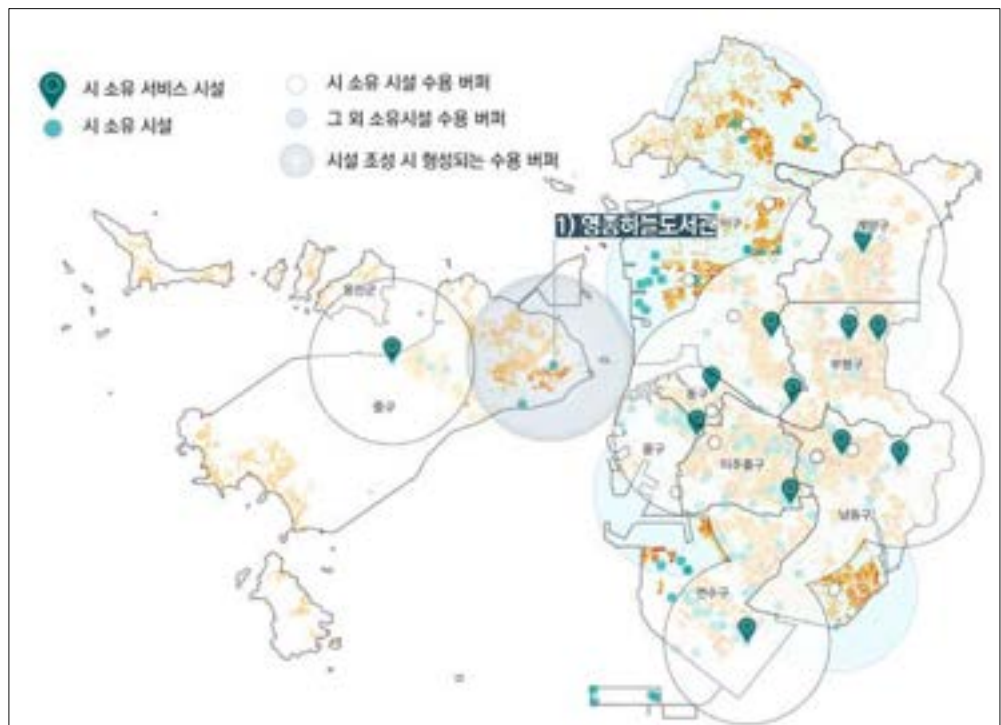 시 소유 서비스 시설
시 소유 시설
시 소유 시설 수용 버퍼
그 외 소유시설 수용 버퍼
시설 조성 시 형성되는 수용 버퍼
1) 영종하늘도서관
구
계양구
옹진군
부평구
중구
동구
중구
미추홀구
남동구
연수구